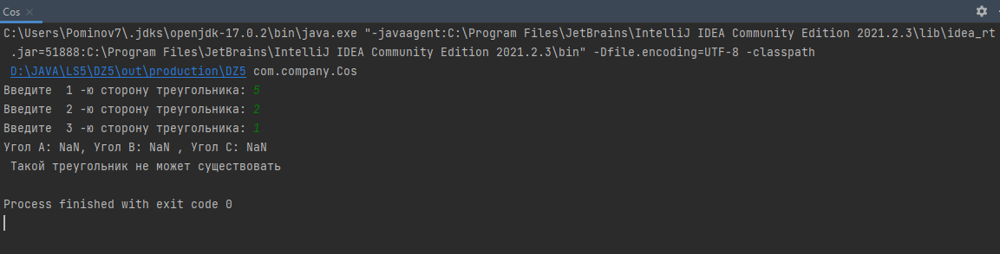 Cos
C:\Users\Pominov7\.jdks\openjdk-17.0.2\bin\java.exe "-javaagent:C:\Program Files\JetBrains\IntelliJ IDEA Community Edition 2021.2.3\lib\idea_rt
.jar=51888:C:\Program Files\JetBrains\IntelliJ IDEA Community Edition 2021.2.3\bin" -Dfile.encoding=UTF-8 -classpath
D:\JAVA\LS5\DZ5\out\production\DZ5 com.company.Cos
Введите  1 -ю сторону треугольника: 5
Введите  2 -ю сторону треугольника: 2
Введите  3 -ю сторону треугольника: 1
Угол A: NaN, Угол B: NaN , Угол C: NaN
Такой треугольник не может существовать
Process finished with exit code 0